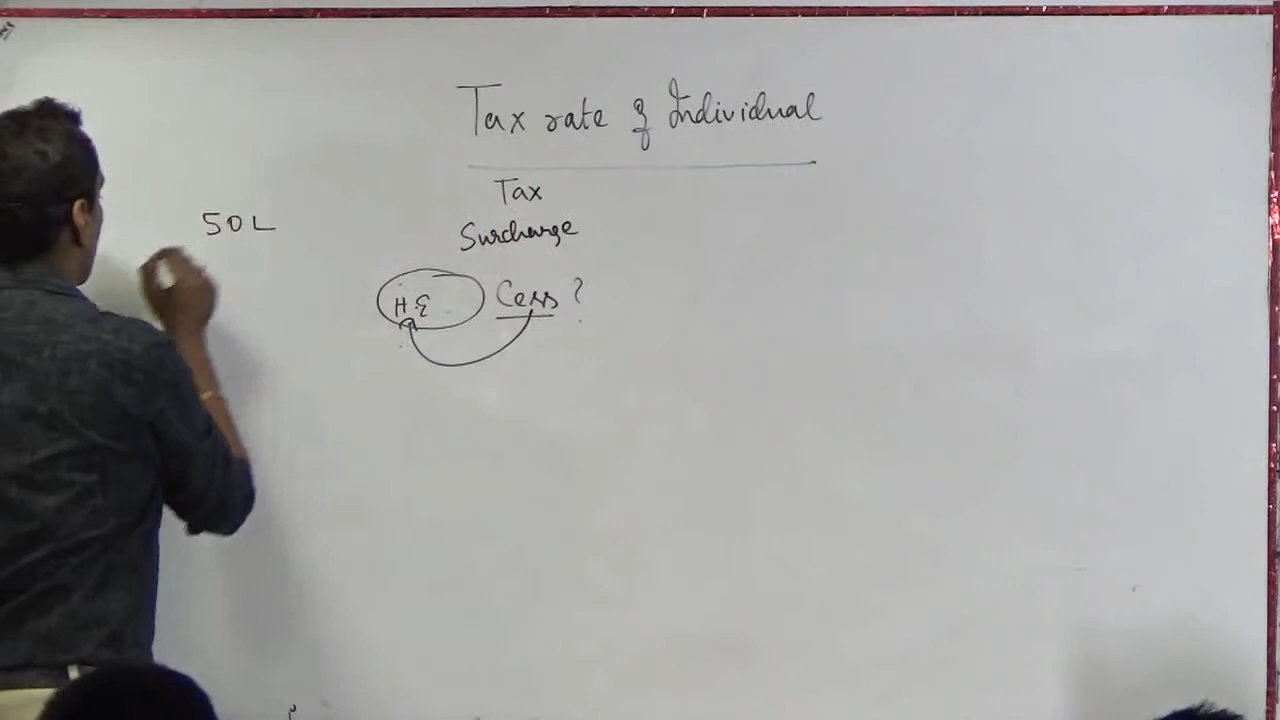 Tax rate of Individual
Tax
50L
Surcharge
H.E Cess ?